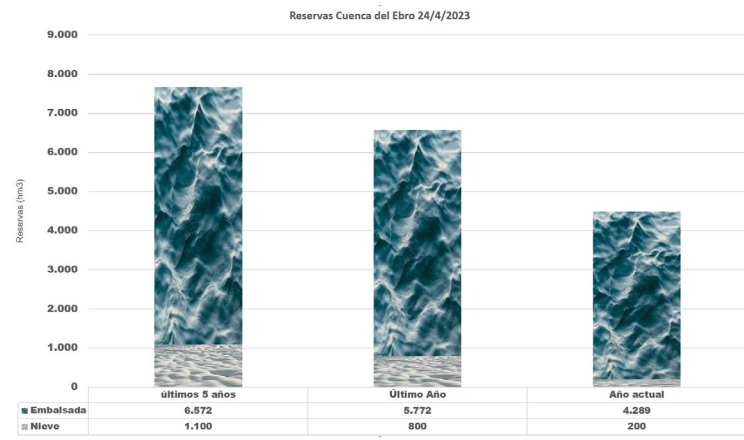 Reservas Cuenca del Ebro 24/4/2023
Reservas (hm3)
9.000
8.000
7.000
6.000
5.000
4.000
3.000
2.000
1.000
0
últimos 5 años Último Año Año actual
Embalsada 6.572 5.772 4.289
Nieve 1.100 800 200